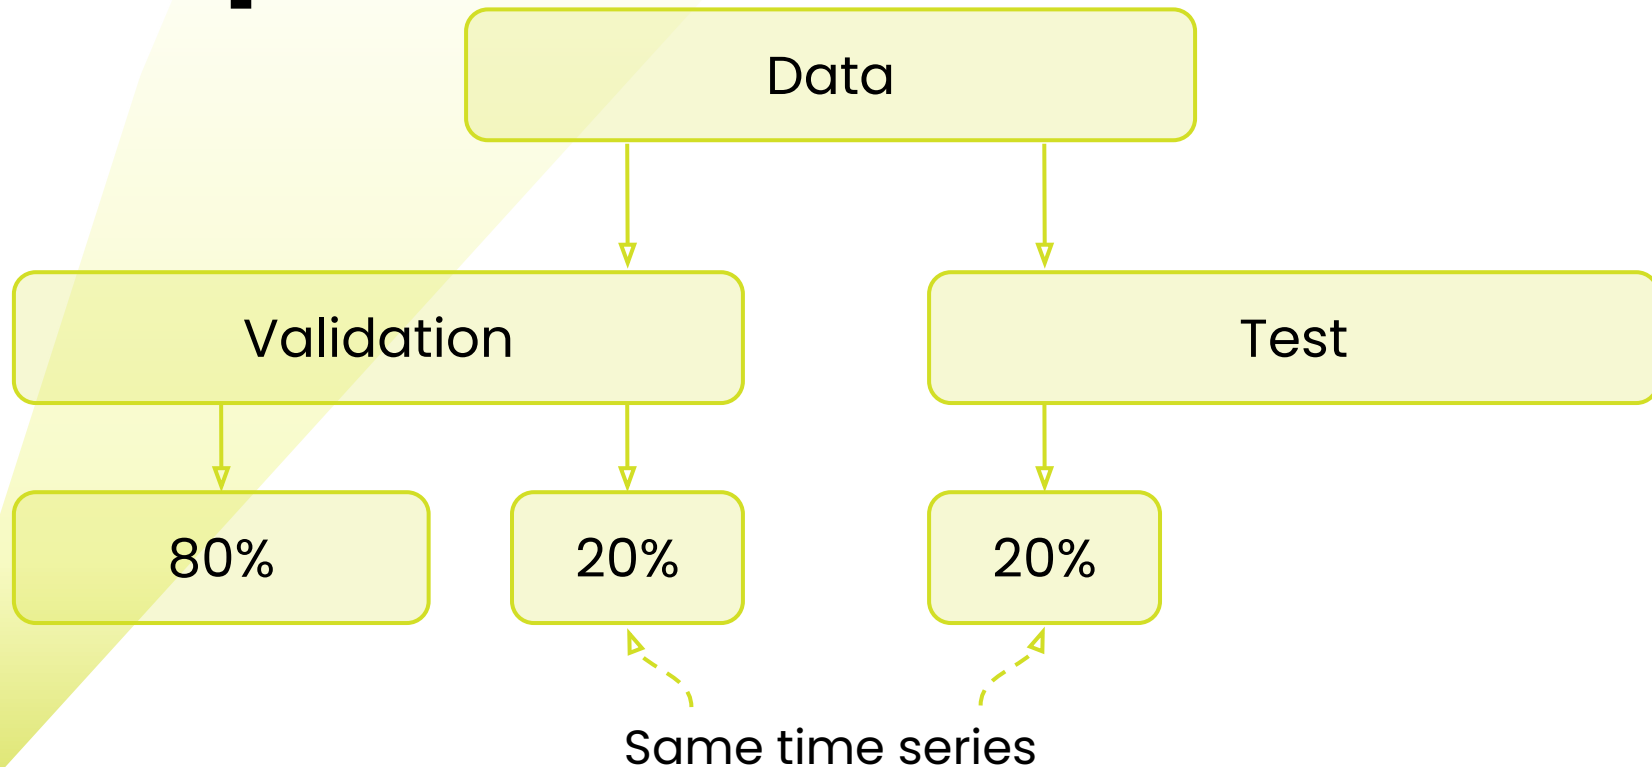 Data
Validation
Test
80%
20%
20%
Same time series